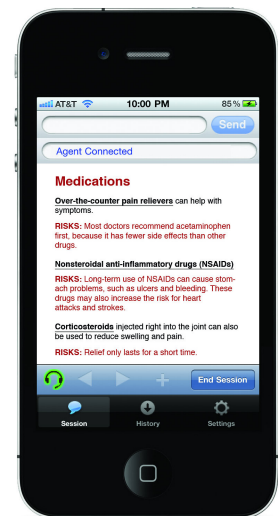 AT&T 10:00 PM 85%
Send
Agent Connected
Medications
Over-the-counter pain relievers can help with
symptoms.
RISKS: Most doctors recommend acetaminophen
first, because it has fewer side effects than other
drugs.
Nonsteroidal anti-inflammatory drugs (NSAIDs)
RISKS: Long-term use of NSAIDs can cause stom-
ach problems, such as ulcers and bleeding. These
drugs may also increase the risk for heart
attacks and strokes.
Corticosteroids injected right into the joint can also
be used to reduce swelling and pain.
RISKS: Relief only lasts for a short time.
End Session
Session History Settings